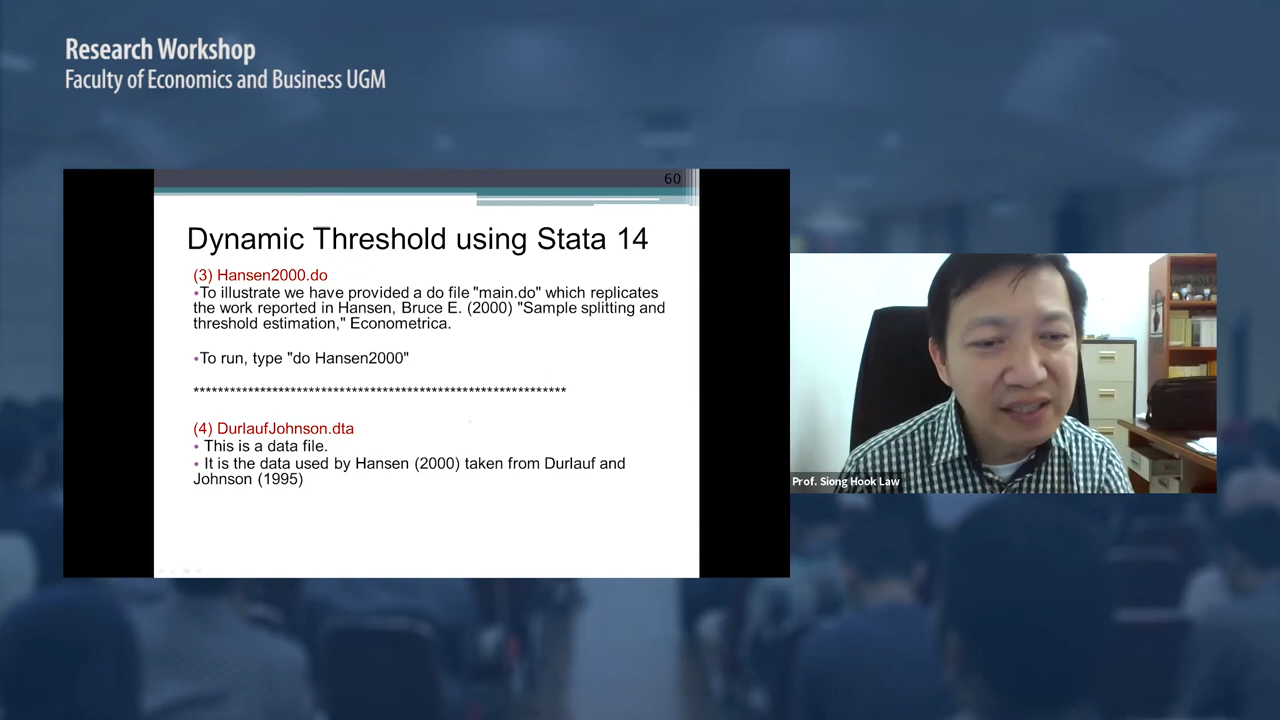 Research Workshop
Faculty of Economics and Business UGM
60
Dynamic Threshold using Stata 14
(3) Hansen2000.do
•To illustrate we have provided a do file "main.do" which replicates
the work reported in Hansen, Bruce E. (2000) "Sample splitting and
threshold estimation," Econometrica.
•To run, type "do Hansen2000"
**************************************************************
(4) DurlaufJohnson.dta
• This is a data file.
• It is the data used by Hansen (2000) taken from Durlauf and
Johnson (1995)
Prof. Siong Hook Law